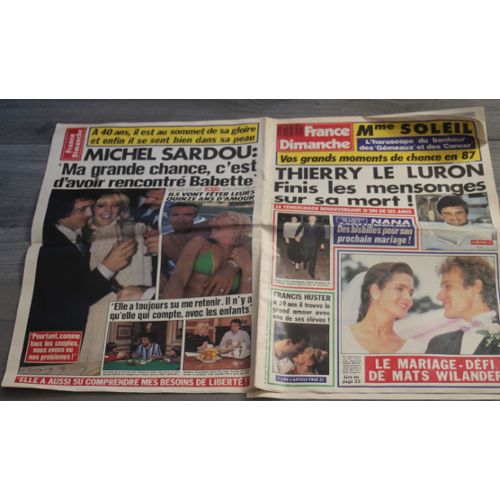 France
Dimanche
A 40 ans, il est au sommet de sa gloire
et enfin il se sent bien dans sa peau
MICHEL SARDOU:
"Ma grande chance, c'est
d'avoir rencontré Babette"
ILS VONT FÊTER LEURS
QUINZE ANS D'AMOUR
"Elle a toujours su me retenir. Il n'y a
qu'elle qui compte, avec les enfants"
"Pourtant, comme
tous les couples,
nous avons eu
nos problèmes!"
"ELLE A AUSSI SU COMPRENDRE MES BESOINS DE LIBERTÉ!"
France
Dimanche
Mme SOLEIL
L'horoscope du bonheur
des Gémeaux et des Cancer
Vos grands moments de chance en 87
THIERRY LE LURON
Finis les mensonges
sur sa mort!
LE TÉMOIGNAGE BOULEVERSANT D'UN DE SES AMIS
NANA
Des bisbilles pour son
prochain mariage!
FRANCIS HUSTER
à 39 ans il trouve le
grand amour avec
une de ses élèves!
LE MARIAGE-DÉFI
DE MATS WILANDER